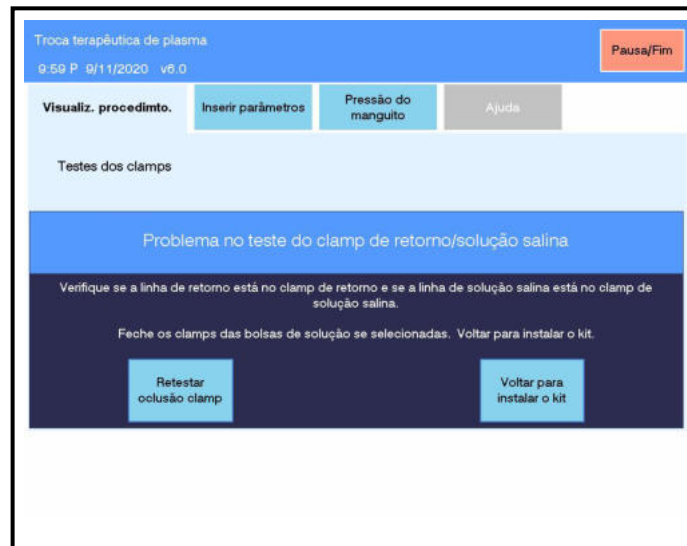 Troca terapêutica de plasma
Pausa/Fim
9:59 P 9/11/2020 v6.0
Visualiz. procedimto.
Inserir parâmetros
Pressão do
manguito
Ajuda
Testes dos clamps
Problema no teste do clamp de retorno/solução salina
Verifique se a linha de retorno está no clamp de retorno e se a linha de solução salina está no clamp de
solução salina.
Feche os clamps das bolsas de solução se selecionadas. Voltar para instalar o kit.
Retestar
oclusão clamp
Voltar para
instalar o kit